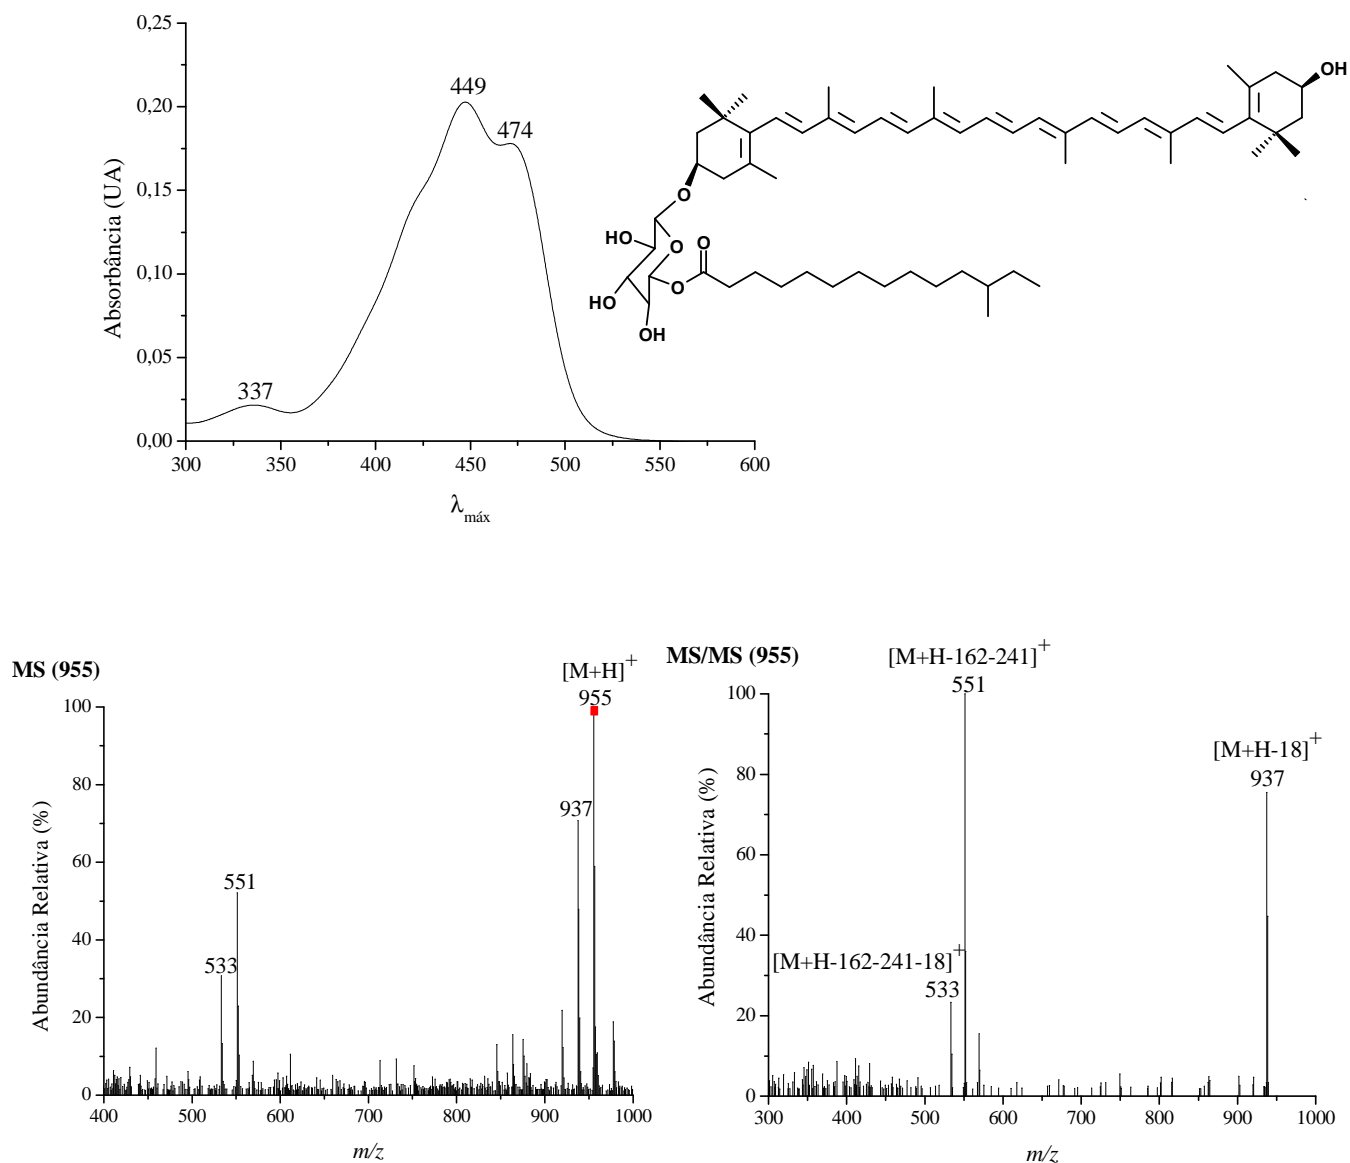 0,25
0,20
0,15
0,10
0,05
0,00
Absorbância (UA)
449
474
337
300 350 400 450 500 550 600
λmáx
OH
O
HO
O
O
HO
O
OH
MS (955)
[M+H]+
955
937
551
533
100
80
60
40
20
0
Abundância Relativa (%)
400 500 600 700 800 900 1000
m/z
MS/MS (955)
[M+H-162-241]+
551
[M+H-18]+
937
[M+H-162-241-18]+
533
100
80
60
40
20
0
Abundância Relativa (%)
300 400 500 600 700 800 900 1000
m/z